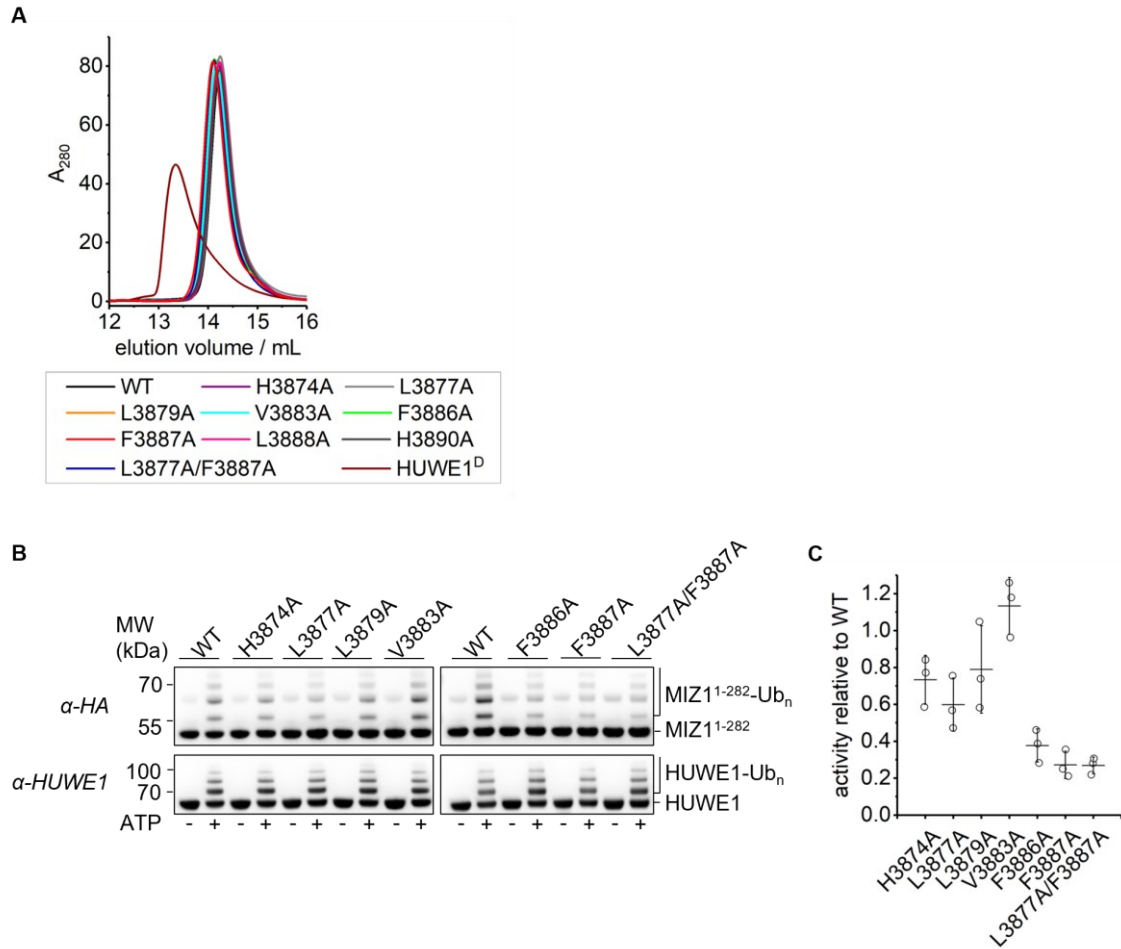 A
80
60
40
20
0
A280
12 13 14 15 16
elution volume / mL
WT H3874A L3877A
L3879A V3883A F3886A
F3887A L3888A H3890A
L3877A/F3887A HUWE1D
B
MW
(kDa)
WT H3874A L3877A L3879A V3883A WT F3886A F3887A L3877A/F3887A
α-HA
70
55
MIZ11-282-Ubn
MIZ11-282
α-HUWE1
100
70
HUWE1-Ubn
HUWE1
ATP - + - + - + - + - + - + - + - + - +
C
activity relative to WT
1.2
1.0
0.8
0.6
0.4
0.2
0.0
H3874A
L3877A
L3879A
V3883A
F3886A
F3887A
L3877A/F3887A